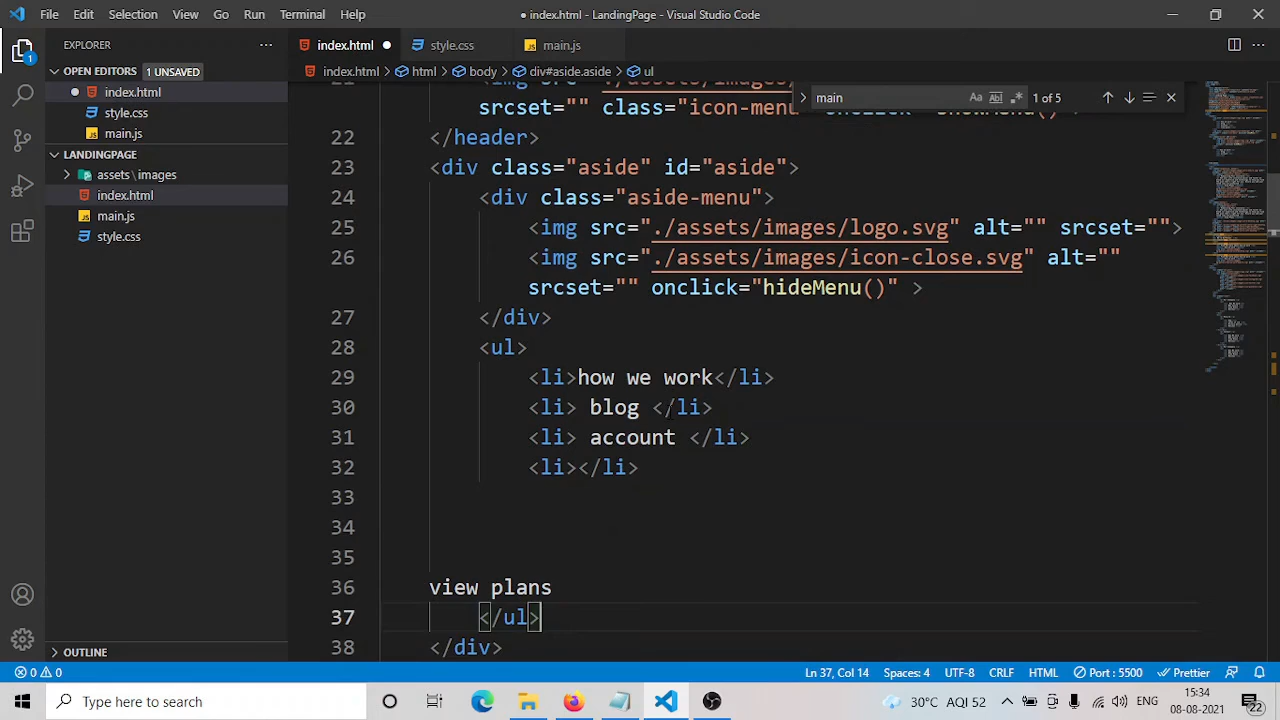 File Edit Selection View Go Run Terminal Help
● index.html - LandingPage - Visual Studio Code
EXPLORER
index.html
style.css
main.js
OPEN EDITORS 1 UNSAVED
index.html > html > body > div#aside.aside > ul
1
index.html
style.css
main.js
LANDINGPAGE
assets\images
index.html
main.js
style.css
OUTLINE
main
1 of 5
srcset="" class="icon-menu
22 </header>
23 <div class="aside" id="aside">
24 <div class="aside-menu">
25 <img src="./assets/images/logo.svg" alt="" srcset="">
26 <img src="./assets/images/icon-close.svg" alt=""
srcset="" onclick="hideMenu()" >
27 </div>
28 <ul>
29 <li>how we work</li>
30 <li> blog </li>
31 <li> account </li>
32 <li></li>
33
34
35
36 view plans
37 </ul>
38 </div>
0 0
Ln 37, Col 14 Spaces: 4 UTF-8 CRLF HTML Port : 5500 Prettier
Type here to search
30°C AQI 52
15:34
08-08-2021
22